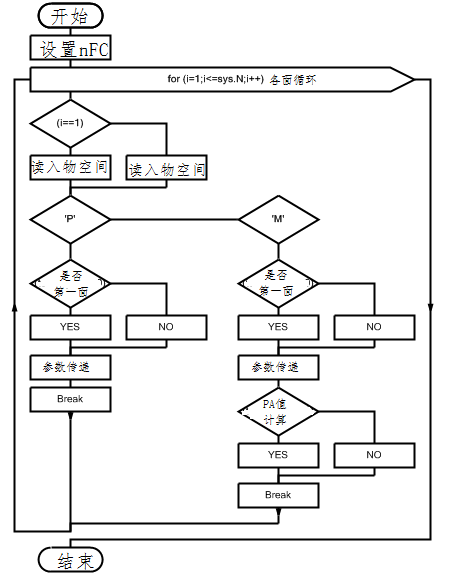 开始
设置nFC
for (i=1;i<=sys.N;i++) 各面循环
(i==1)
读入物空间
读入物空间
'P'
'M'
是否
第一面
是否
第一面
YES
NO
YES
NO
参数传递
参数传递
Break
PA值
计算
YES
NO
Break
结束